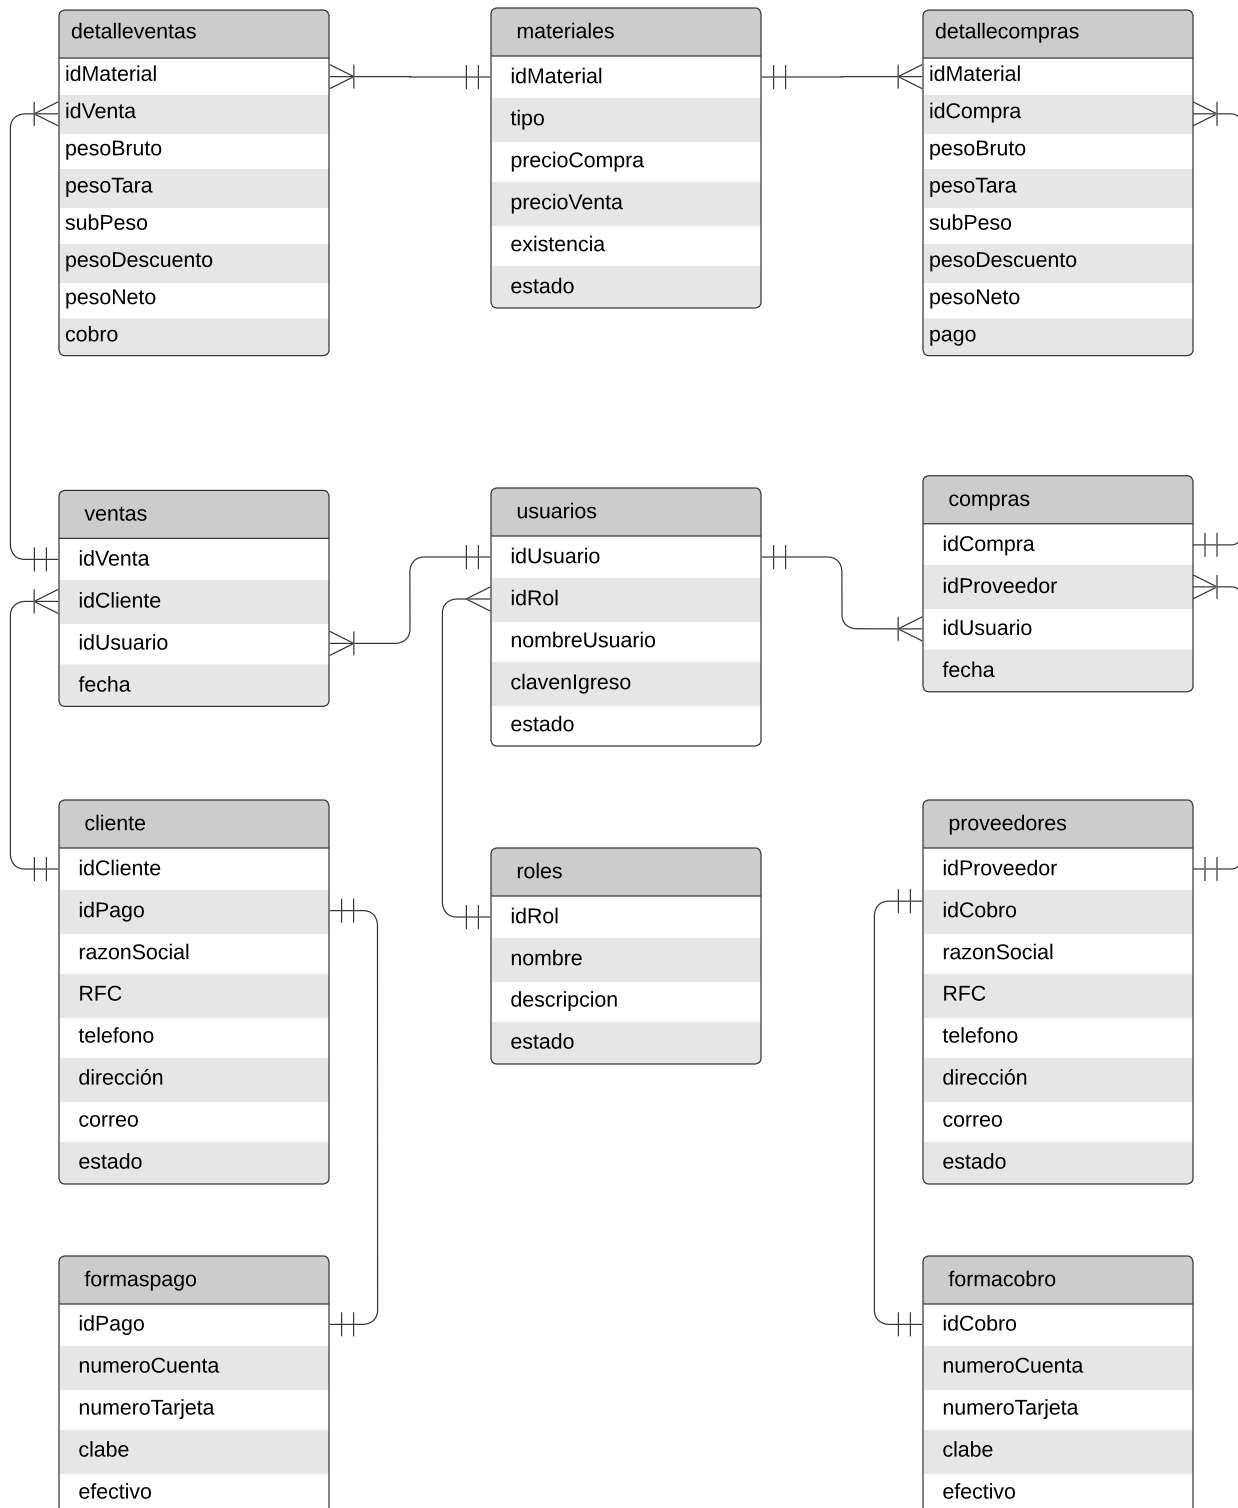 detalleventas
idMaterial
idVenta
pesoBruto
pesoTara
subPeso
pesoDescuento
pesoNeto
cobro
materiales
idMaterial
tipo
precioCompra
precioVenta
existencia
estado
detallecompras
idMaterial
idCompra
pesoBruto
pesoTara
subPeso
pesoDescuento
pesoNeto
pago
ventas
idVenta
idCliente
idUsuario
fecha
usuarios
idUsuario
idRol
nombreUsuario
clavenIgreso
estado
compras
idCompra
idProveedor
idUsuario
fecha
cliente
idCliente
idPago
razonSocial
RFC
telefono
dirección
correo
estado
roles
idRol
nombre
descripcion
estado
proveedores
idProveedor
idCobro
razonSocial
RFC
telefono
dirección
correo
estado
formaspago
idPago
numeroCuenta
numeroTarjeta
clabe
efectivo
formacobro
idCobro
numeroCuenta
numeroTarjeta
clabe
efectivo